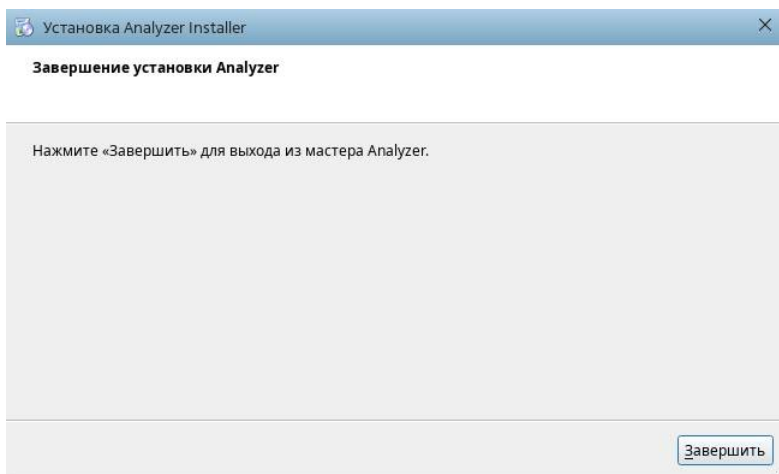 Установка Analyzer Installer
Завершение установки Analyzer
Нажмите «Завершить» для выхода из мастера Analyzer.
Завершить